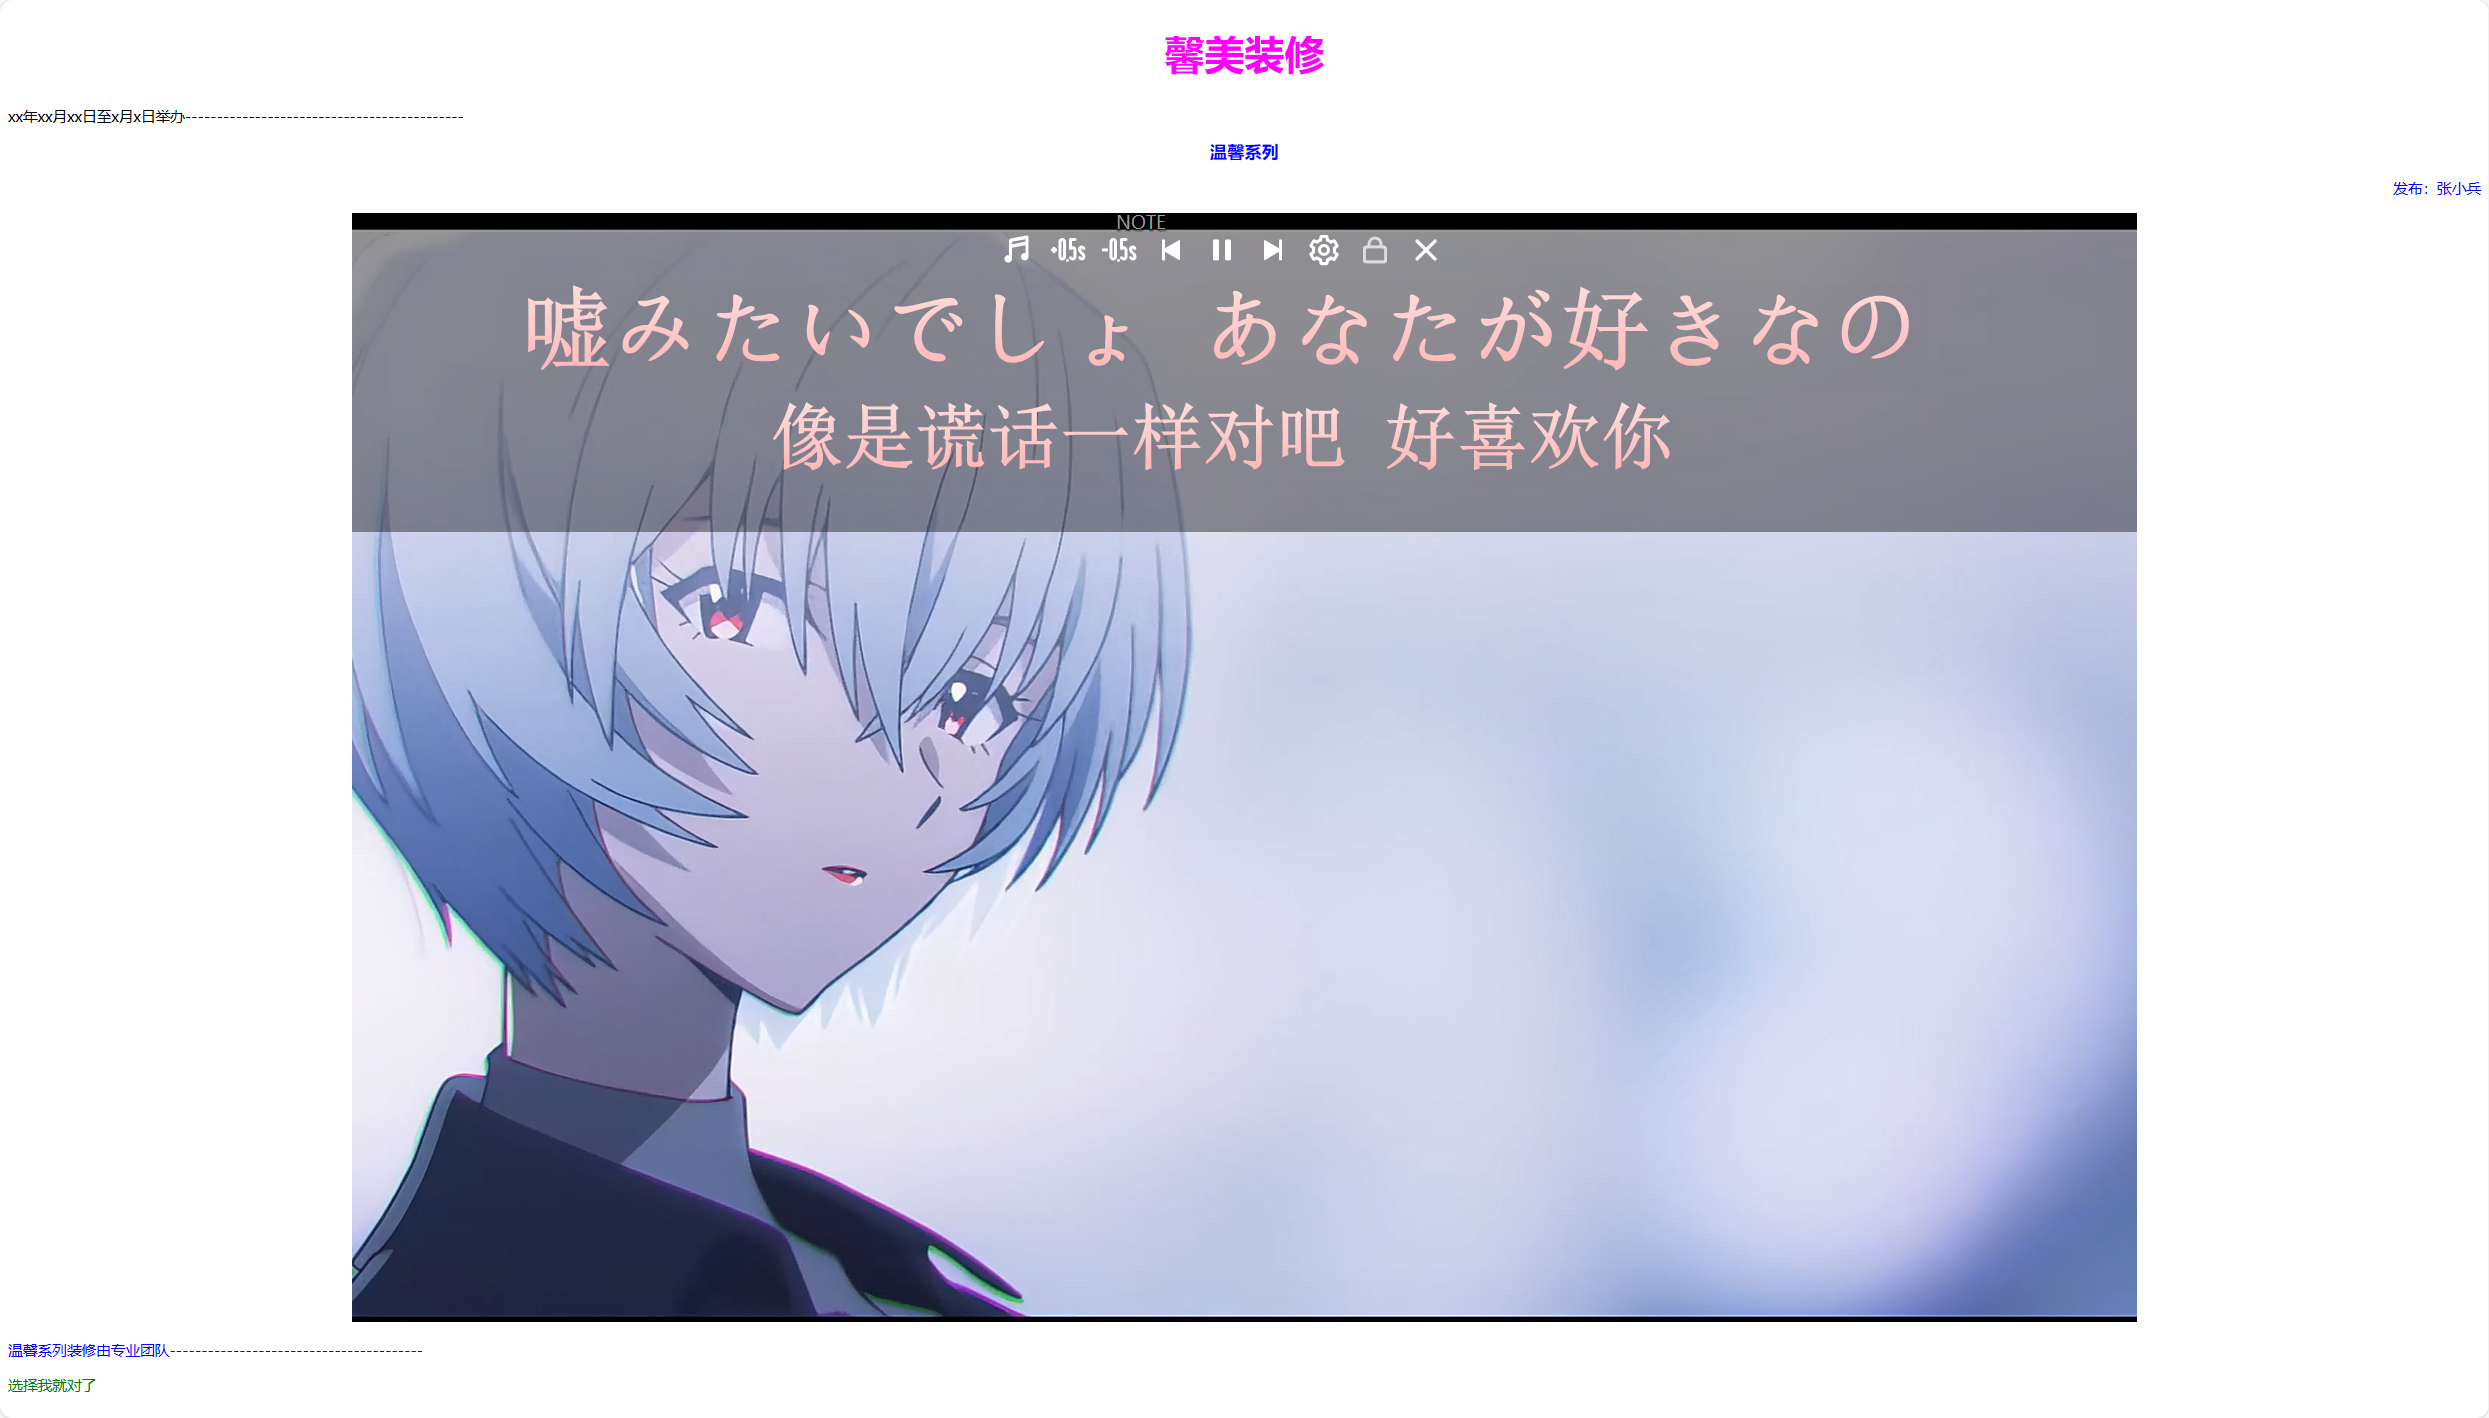 馨美装修
xx年xx月xx日至x月x日举办--------------------------------------------
温馨系列
发布：张小兵
NOTE
+0.5s -0.5s
嘘みたいでしょ あなたが好きなの
像是谎话一样对吧 好喜欢你
温馨系列装修由专业团队----------------------------------------
选择我就对了